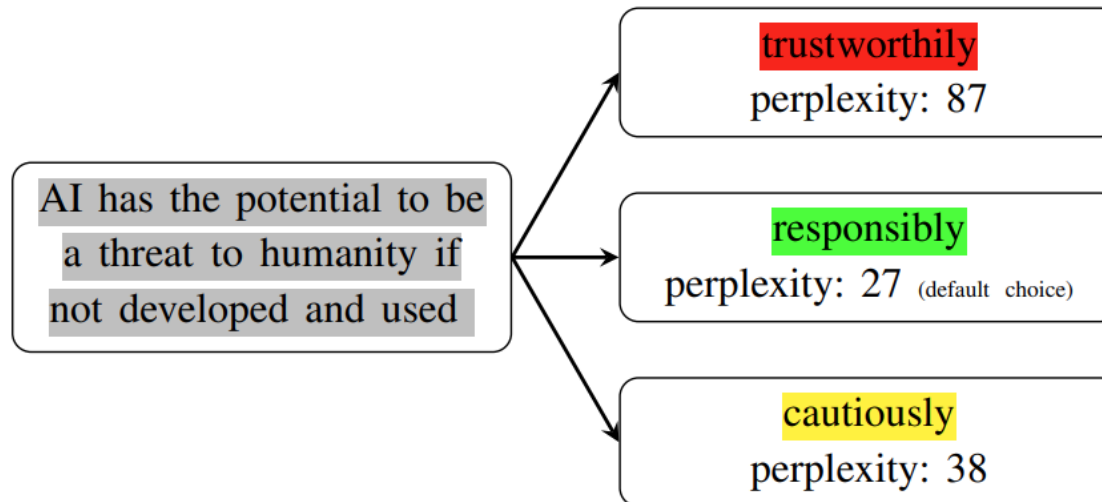 AI has the potential to be
a threat to humanity if
not developed and used
trustworthily
perplexity: 87
responsibly
perplexity: 27 (default choice)
cautiously
perplexity: 38